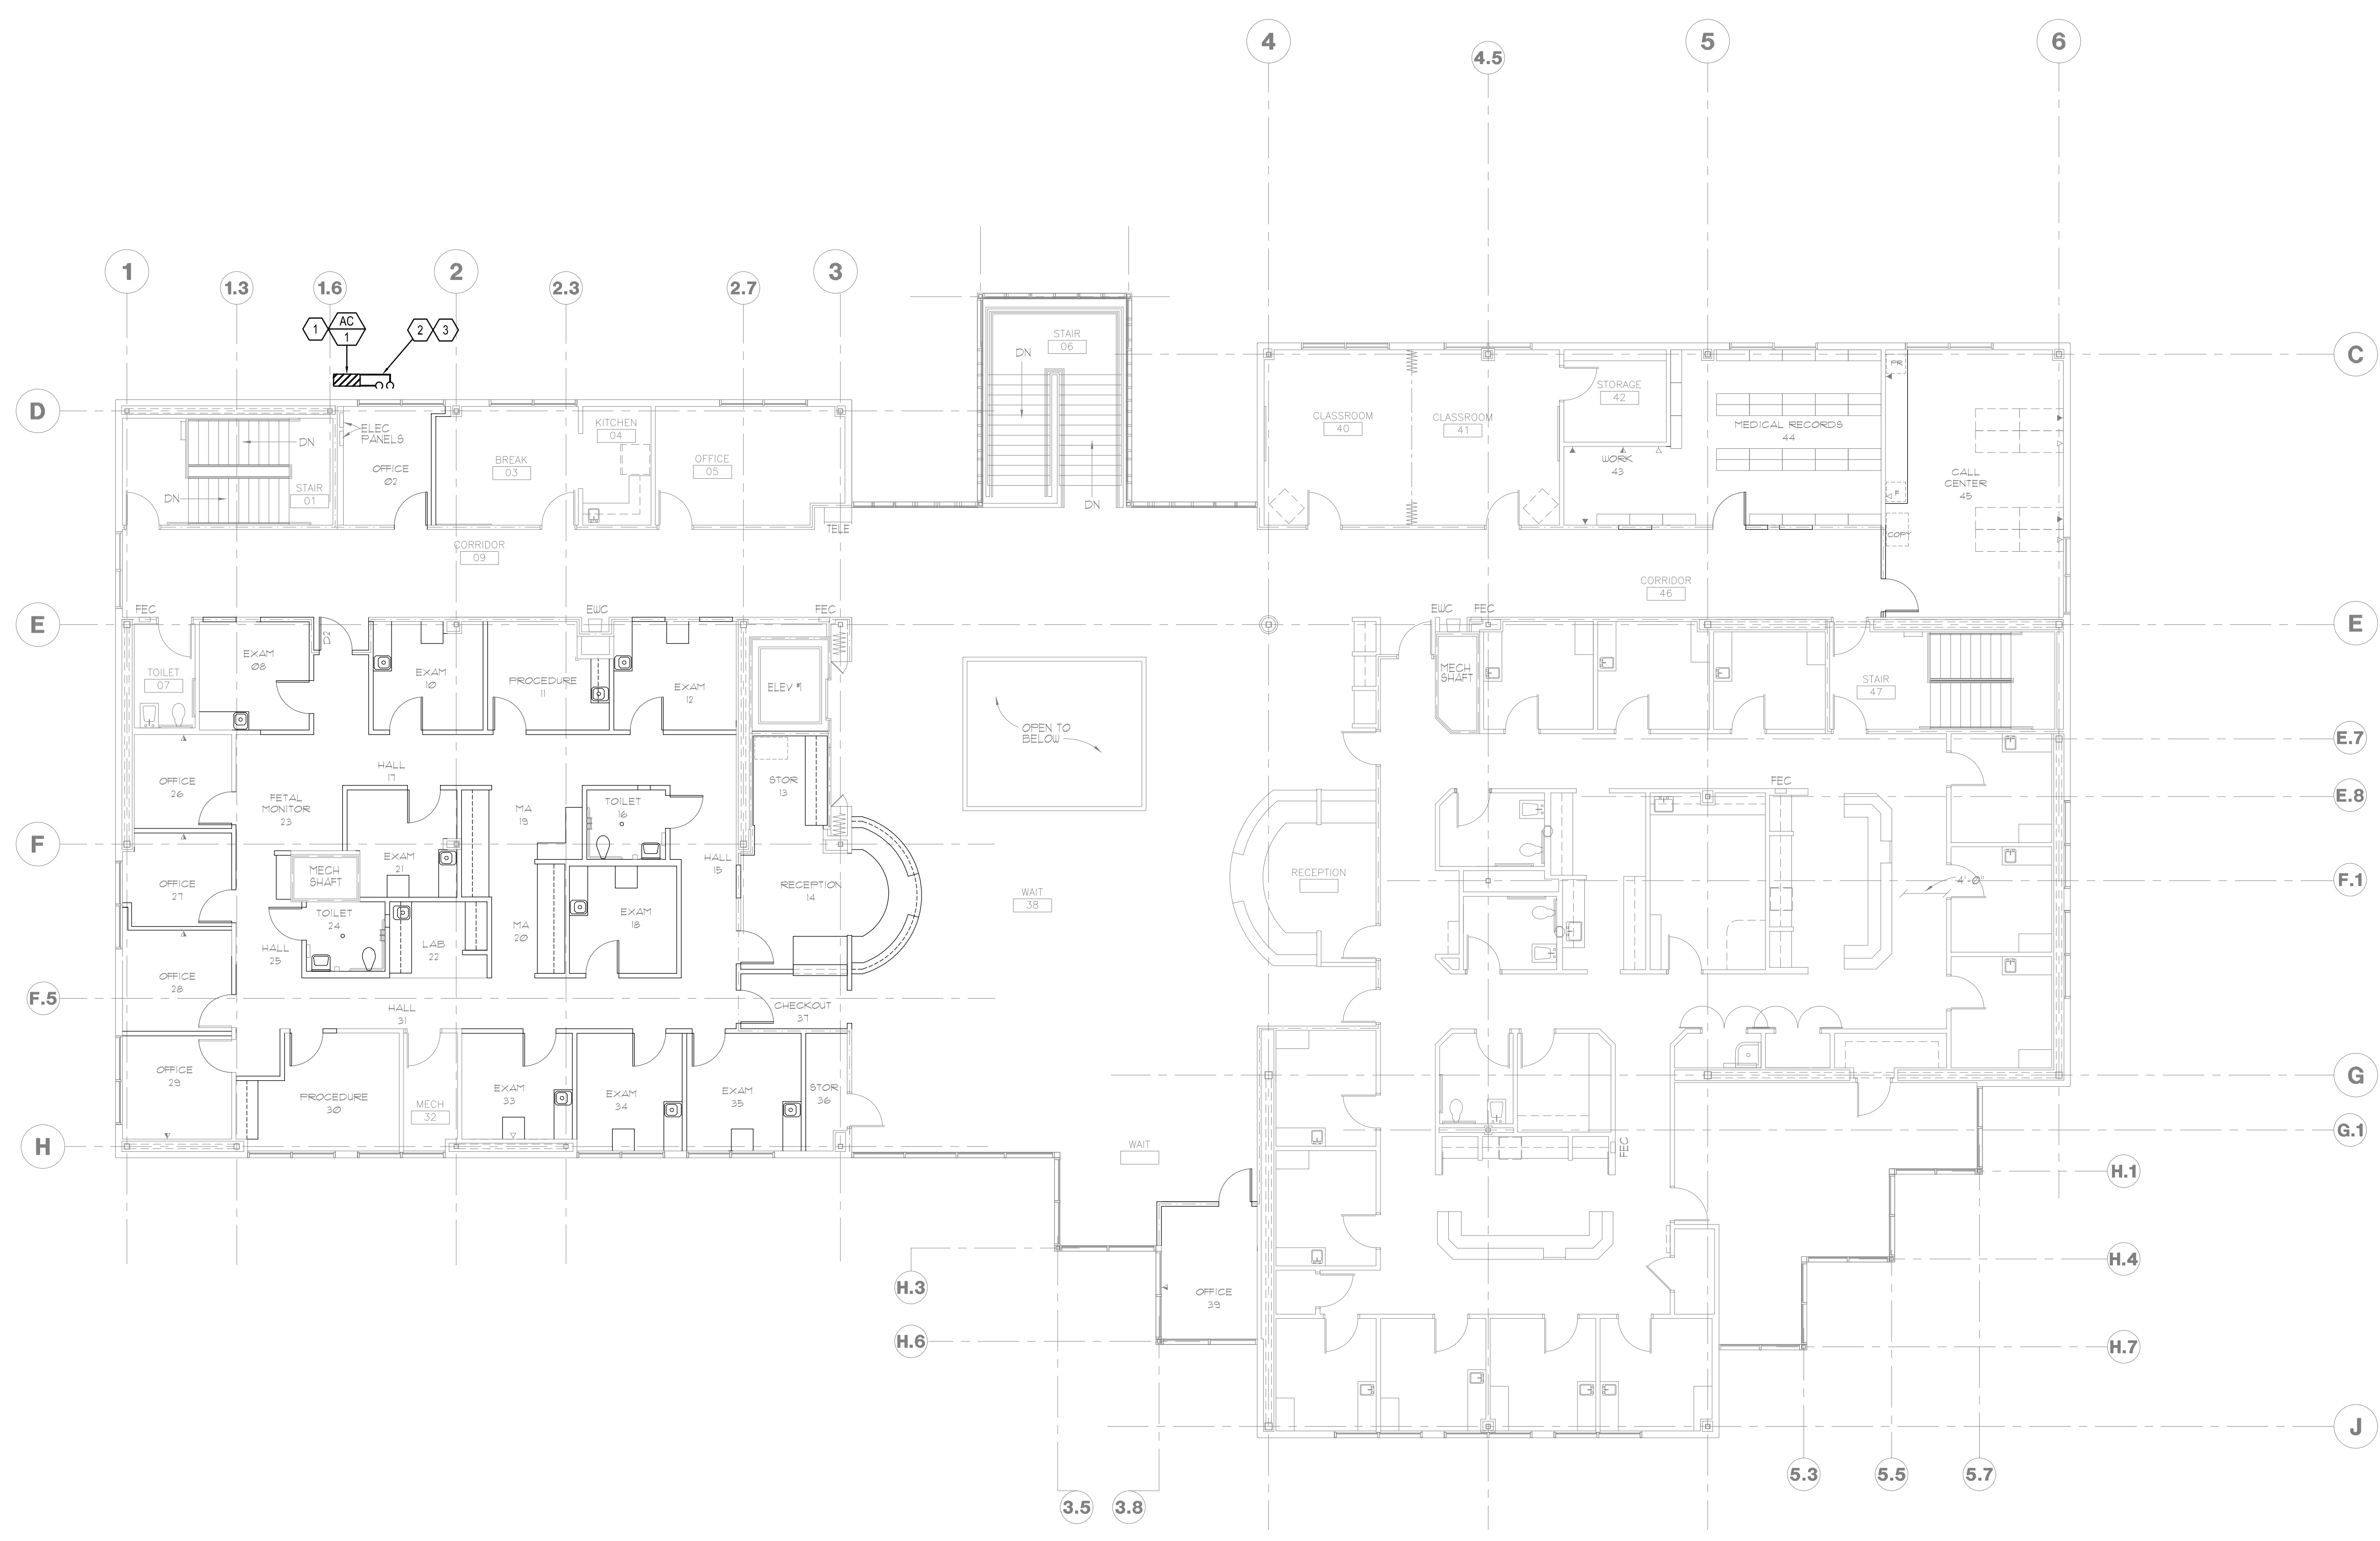 4
4.5
5
6
1
1.3
1.6
2
2.3
2.7
3
1
AC
1
2
3
C
D
STAIR
06
DN
DN
ELEC
PANELS
OFFICE
02
BREAK
03
KITCHEN
04
OFFICE
05
DN
DN
STAIR
01
TELE
CLASSROOM
40
CLASSROOM
41
STORAGE
42
WORK
43
MEDICAL RECORDS
44
PR
F
COPY
CALL
CENTER
45
CORRIDOR
09
CORRIDOR
46
E
FEC
D2
EWC
FEC
EWC
FEC
E
TOILET
07
EXAM
08
EXAM
10
PROCEDURE
11
EXAM
12
ELEV #1
OPEN TO
BELOW
MECH
SHAFT
STAIR
47
E.7
HALL
17
OFFICE
26
FETAL
MONITOR
23
MA
19
TOILET
16
STOR
13
FEC
E.8
F
EXAM
21
MECH
SHAFT
HALL
15
OFFICE
27
RECEPTION
14
WAIT
38
RECEPTION
4'-0"
F.1
TOILET
24
LAB
22
MA
20
EXAM
18
HALL
25
OFFICE
28
F.5
HALL
31
CHECKOUT
37
OFFICE
29
PROCEDURE
30
MECH
32
EXAM
33
EXAM
34
EXAM
35
STOR
36
G
H
WAIT
FEC
G.1
H.1
H.3
OFFICE
39
H.4
H.6
H.7
J
3.5
3.8
5.3
5.5
5.7